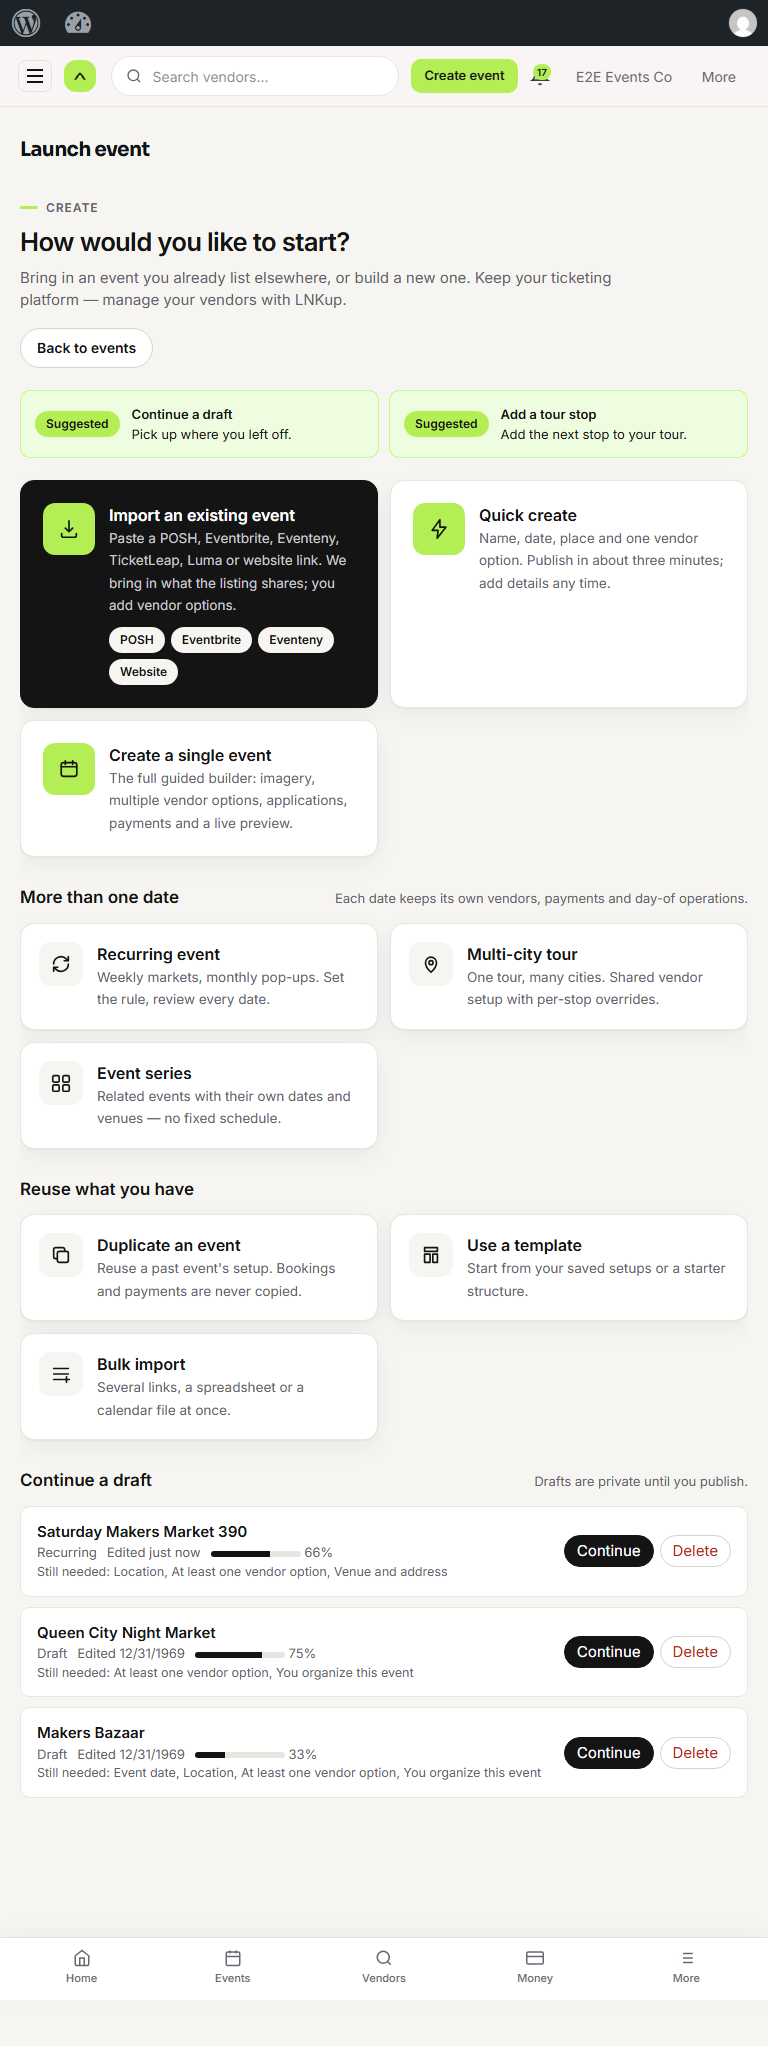 Search vendors...
Create event
17
E2E Events Co
More
Launch event
CREATE
How would you like to start?
Bring in an event you already list elsewhere, or build a new one. Keep your ticketing
platform — manage your vendors with LNKup.
Back to events
Suggested
Continue a draft
Pick up where you left off.
Suggested
Add a tour stop
Add the next stop to your tour.
Import an existing event
Paste a POSH, Eventbrite, Eventeny,
TicketLeap, Luma or website link. We
bring in what the listing shares; you
add vendor options.
POSH
Eventbrite
Eventeny
Website
Quick create
Name, date, place and one vendor
option. Publish in about three minutes;
add details any time.
Create a single event
The full guided builder: imagery,
multiple vendor options, applications,
payments and a live preview.
More than one date
Each date keeps its own vendors, payments and day-of operations.
Recurring event
Weekly markets, monthly pop-ups. Set
the rule, review every date.
Multi-city tour
One tour, many cities. Shared vendor
setup with per-stop overrides.
Event series
Related events with their own dates and
venues — no fixed schedule.
Reuse what you have
Duplicate an event
Reuse a past event's setup. Bookings
and payments are never copied.
Use a template
Start from your saved setups or a starter
structure.
Bulk import
Several links, a spreadsheet or a
calendar file at once.
Continue a draft
Drafts are private until you publish.
Saturday Makers Market 390
Recurring Edited just now 66%
Still needed: Location, At least one vendor option, Venue and address
Continue
Delete
Queen City Night Market
Draft Edited 12/31/1969 75%
Still needed: At least one vendor option, You organize this event
Continue
Delete
Makers Bazaar
Draft Edited 12/31/1969 33%
Still needed: Event date, Location, At least one vendor option, You organize this event
Continue
Delete
Home
Events
Vendors
Money
More